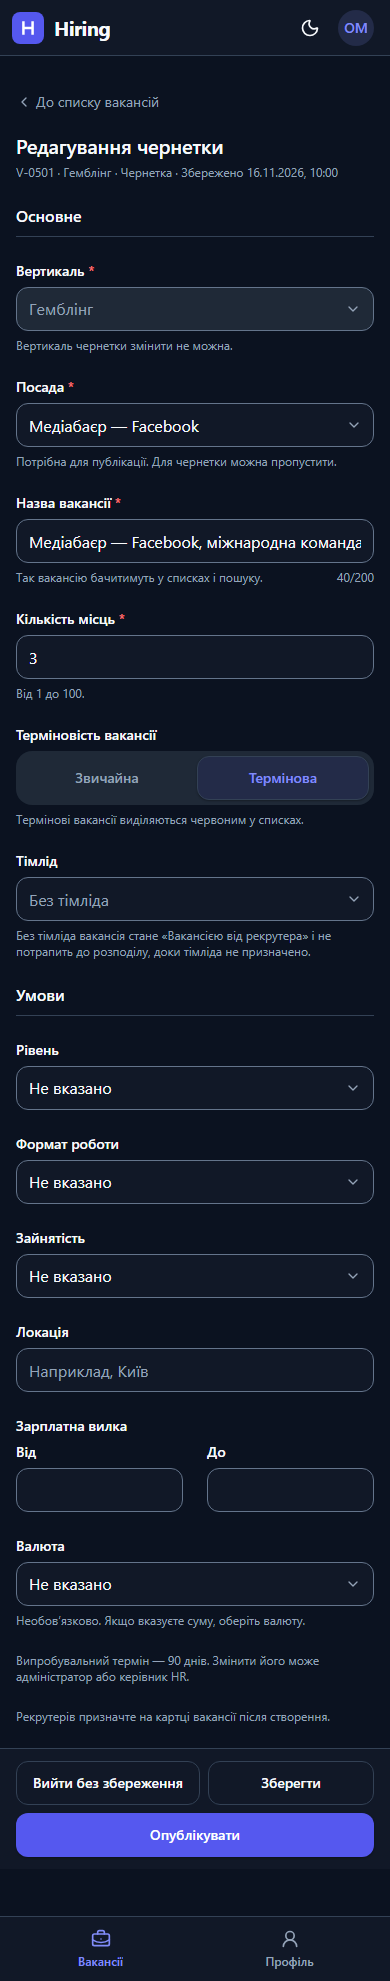 H Hiring OM
До списку вакансій
Редагування чернетки
V-0501 · Гемблінг · Чернетка · Збережено 16.11.2026, 10:00
Основне
Вертикаль *
Гемблінг
Вертикаль чернетки змінити не можна.
Посада *
Медіабаєр — Facebook
Потрібна для публікації. Для чернетки можна пропустити.
Назва вакансії *
Медіабаєр — Facebook, міжнародна команда
Так вакансію бачитимуть у списках і пошуку. 40/200
Кількість місць *
3
Від 1 до 100.
Терміновість вакансії
Звичайна Термінова
Термінові вакансії виділяються червоним у списках.
Тімлід
Без тімліда
Без тімліда вакансія стане «Вакансією від рекрутера» і не
потрапить до розподілу, доки тімліда не призначено.
Умови
Рівень
Не вказано
Формат роботи
Не вказано
Зайнятість
Не вказано
Локація
Наприклад, Київ
Зарплатна вилка
Від До
Валюта
Не вказано
Необов'язково. Якщо вказуєте суму, оберіть валюту.
Випробувальний термін — 90 днів. Змінити його може
адміністратор або керівник HR.
Рекрутерів призначте на картці вакансії після створення.
Вийти без збереження Зберегти
Опублікувати
Вакансії Профіль